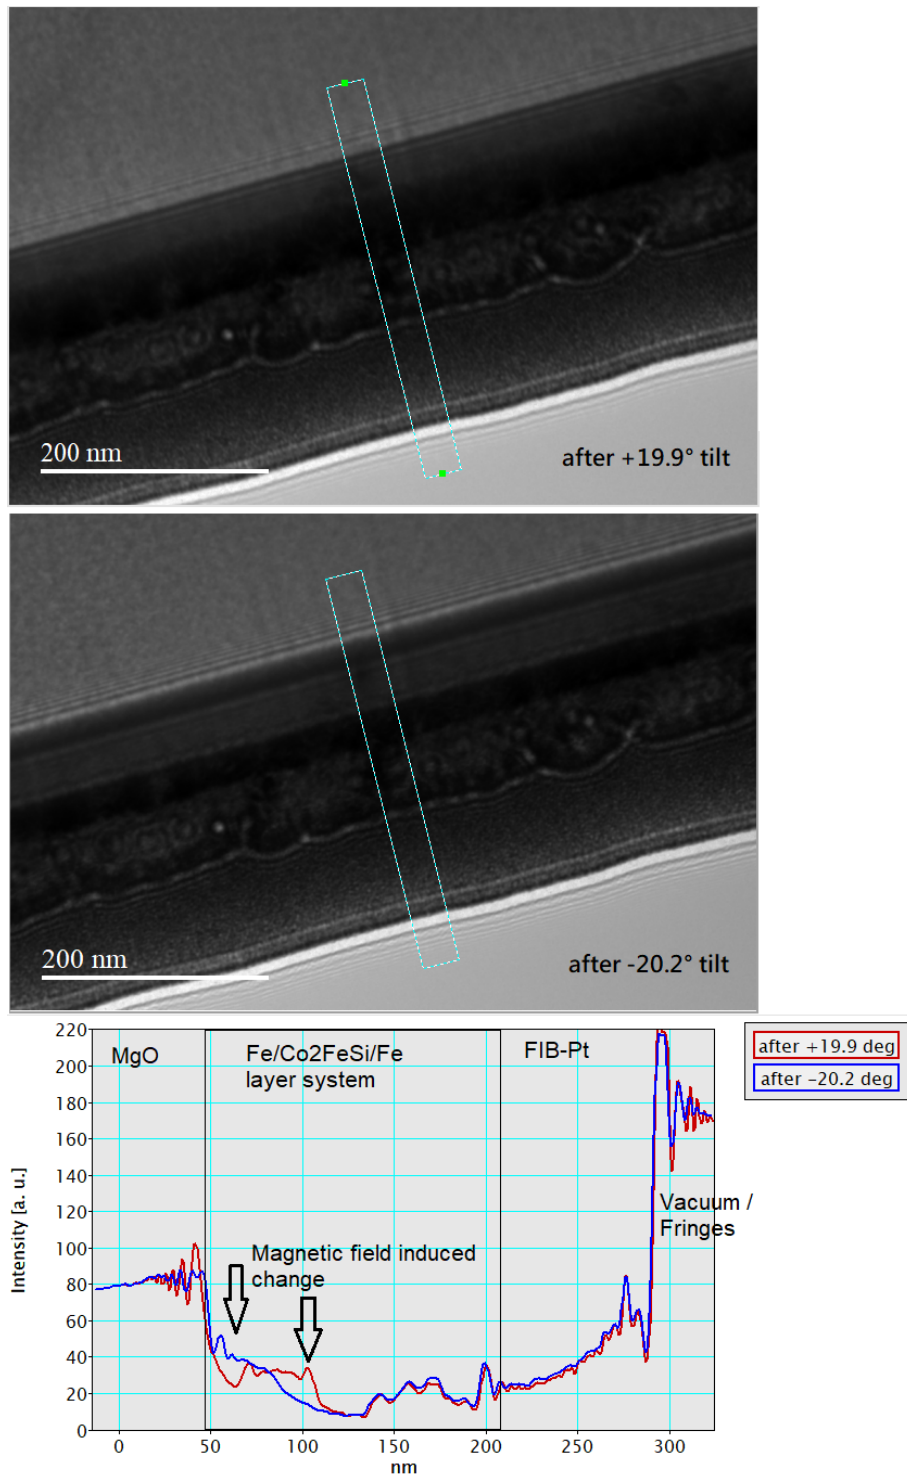 200 nm
after +19.9° tilt
200 nm
after -20.2° tilt
220
200
180
160
140
120
100
80
60
40
20
0
Intensity [a. u.]
MgO
Fe/Co2FeSi/Fe
layer system
FIB-Pt
Magnetic field induced
change
Vacuum /
Fringes
0 50 100 150 200 250 300
nm
after +19.9 deg
after -20.2 deg